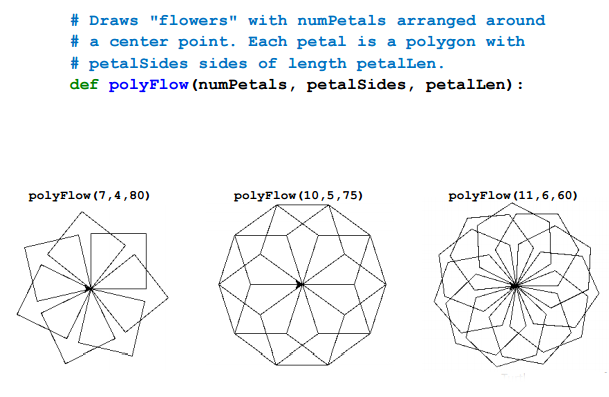 # Draws "flowers" with numPetals arranged around
# a center point. Each petal is a polygon with
# petalSides sides of length petalLen.
def polyFlow(numPetals, petalSides, petalLen):
polyFlow(7,4,80) polyFlow(10,5,75) polyFlow(11,6,60)